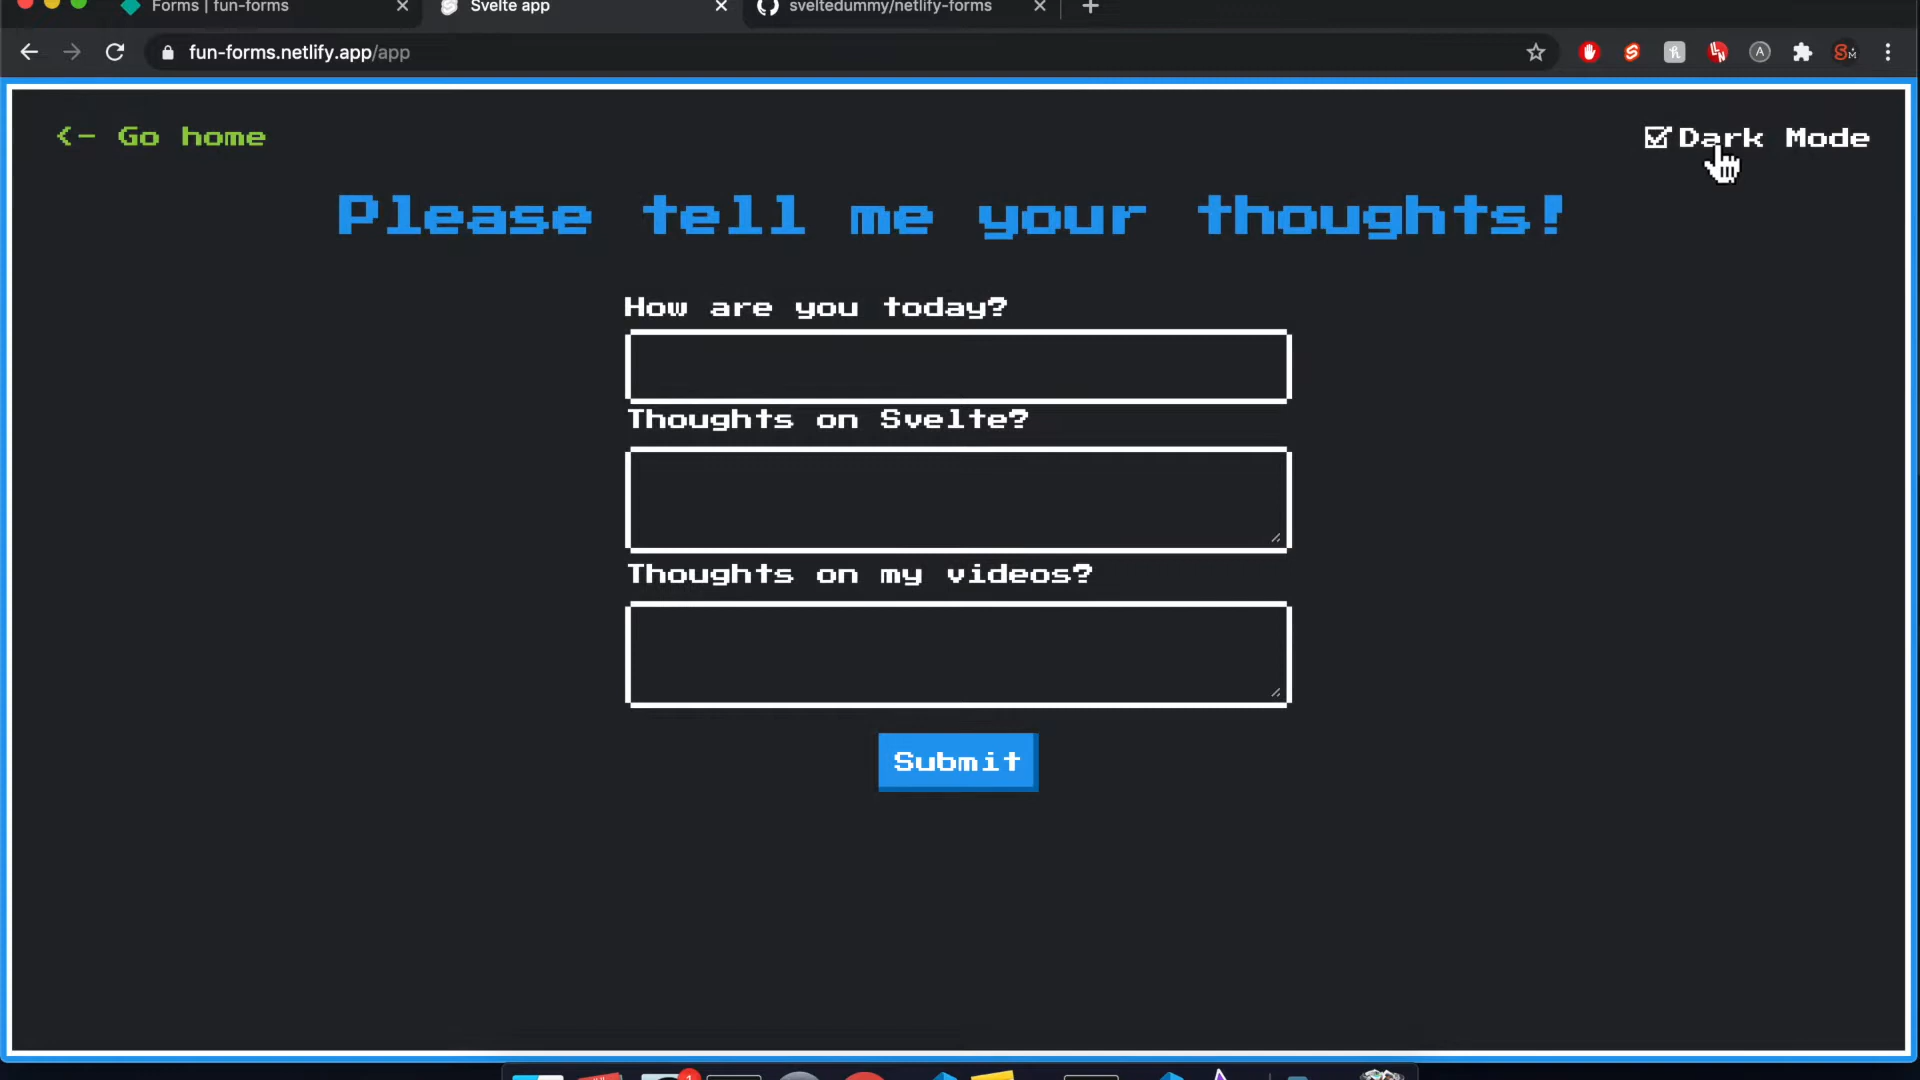 Forms | fun-forms
Svelte app
sveltedummy/netlify-forms
fun-forms.netlify.app/app
<- Go home
Dark Mode
Please tell me your thoughts!
How are you today?
Thoughts on Svelte?
Thoughts on my videos?
Submit